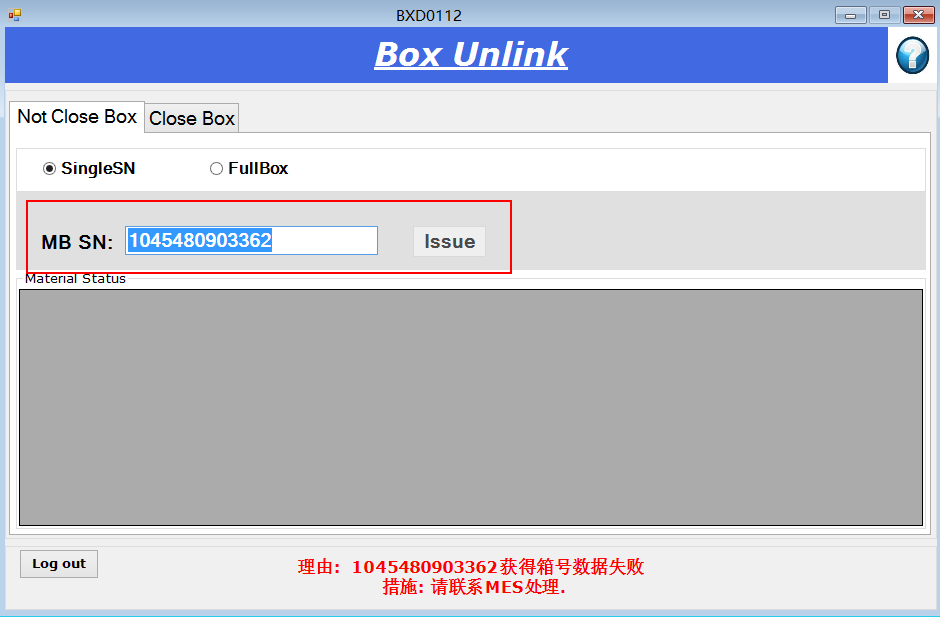 BXD0112
Box Unlink
Not Close Box
Close Box
SingleSN
FullBox
MB SN:
1045480903362
Issue
Material Status
Log out
理由: 1045480903362获得箱号数据失败
措施: 请联系MES处理.